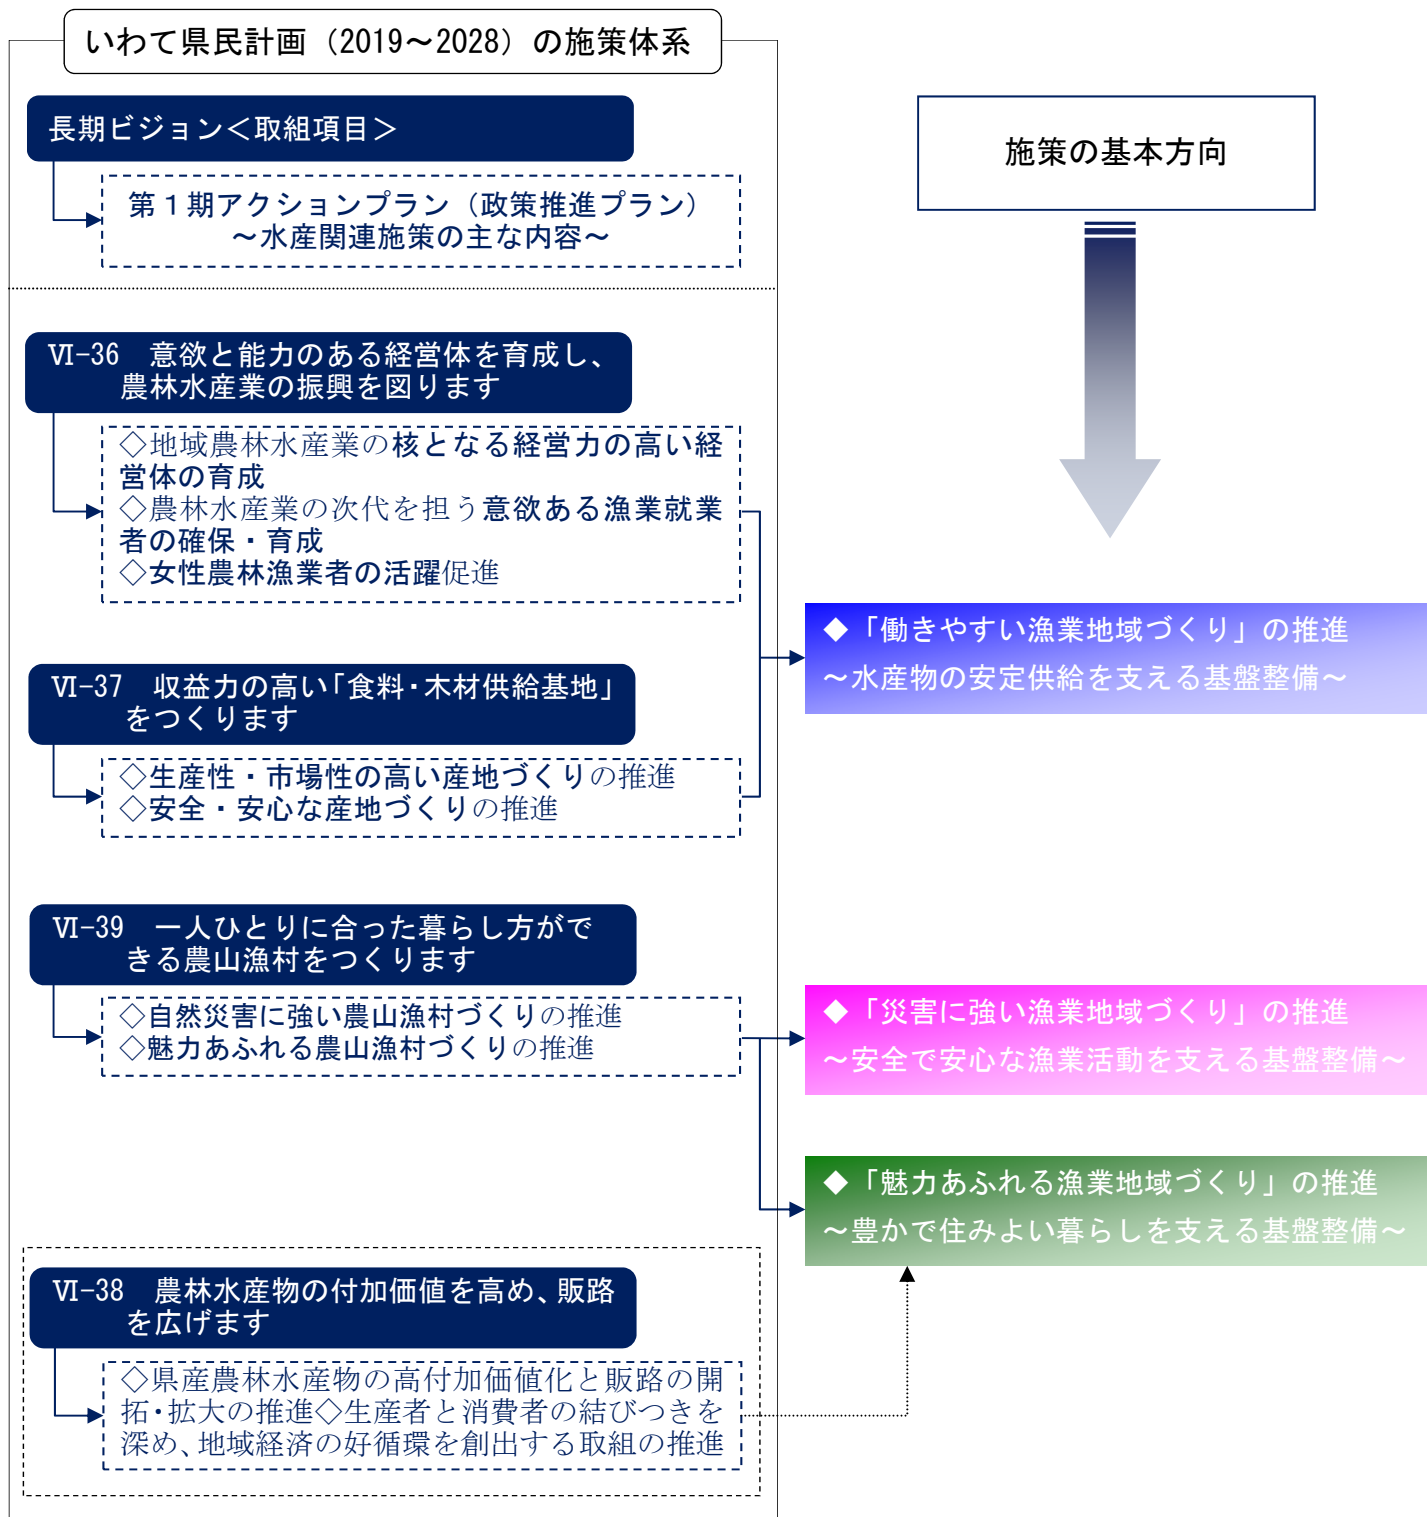 いわて県民計画（2019～2028）の施策体系
長期ビジョン＜取組項目＞
第１期アクションプラン（政策推進プラン）
～水産関連施策の主な内容～
施策の基本方向
Ⅵ-36　意欲と能力のある経営体を育成し、
農林水産業の振興を図ります
◇地域農林水産業の核となる経営力の高い経
営体の育成
◇農林水産業の次代を担う意欲ある漁業就業
者の確保・育成
◇女性農林漁業者の活躍促進
◆「働きやすい漁業地域づくり」の推進
～水産物の安定供給を支える基盤整備～
Ⅵ-37　収益力の高い「食料・木材供給基地」
をつくります
◇生産性・市場性の高い産地づくりの推進
◇安全・安心な産地づくりの推進
Ⅵ-39　一人ひとりに合った暮らし方がで
きる農山漁村をつくります
◇自然災害に強い農山漁村づくりの推進
◇魅力あふれる農山漁村づくりの推進
◆「災害に強い漁業地域づくり」の推進
～安全で安心な漁業活動を支える基盤整備～
◆「魅力あふれる漁業地域づくり」の推進
～豊かで住みよい暮らしを支える基盤整備～
Ⅵ-38　農林水産物の付加価値を高め、販路
を広げます
◇県産農林水産物の高付加価値化と販路の開
拓・拡大の推進◇生産者と消費者の結びつきを
深め、地域経済の好循環を創出する取組の推進